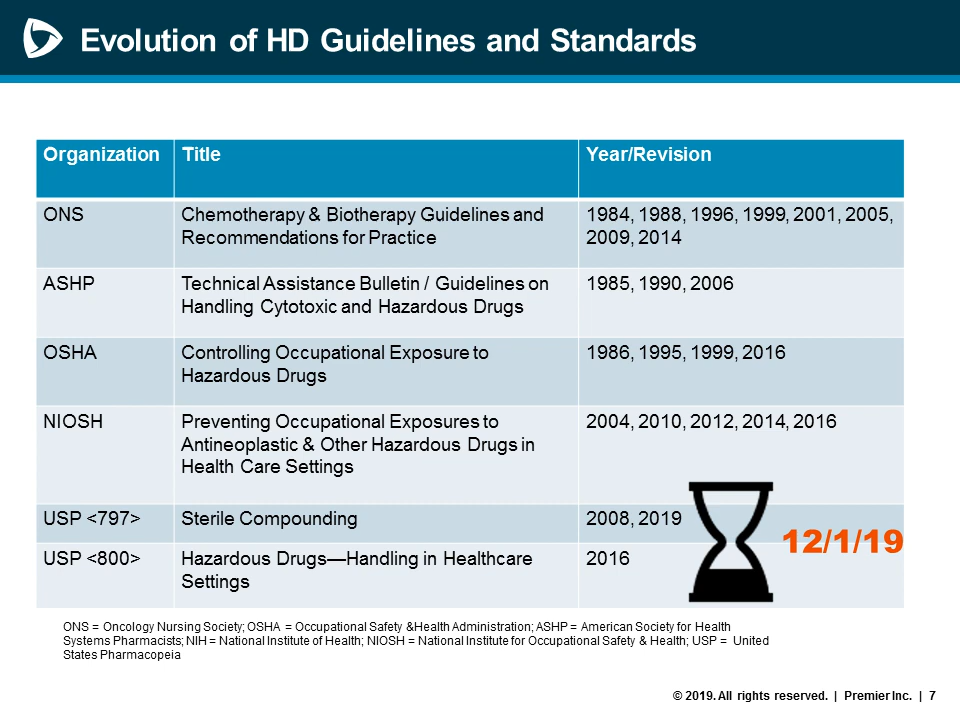 Evolution of HD Guidelines and Standards
Organization Title Year/Revision
ONS Chemotherapy & Biotherapy Guidelines and 1984, 1988, 1996, 1999, 2001, 2005,
Recommendations for Practice 2009, 2014
ASHP Technical Assistance Bulletin / Guidelines on 1985, 1990, 2006
Handling Cytotoxic and Hazardous Drugs
OSHA Controlling Occupational Exposure to 1986, 1995, 1999, 2016
Hazardous Drugs
NIOSH Preventing Occupational Exposures to 2004, 2010, 2012, 2014, 2016
Antineoplastic & Other Hazardous Drugs in
Health Care Settings
USP <797> Sterile Compounding 2008, 2019
12/1/19
USP <800> Hazardous Drugs—Handling in Healthcare 2016
Settings
ONS = Oncology Nursing Society; OSHA = Occupational Safety &Health Administration; ASHP = American Society for Health
Systems Pharmacists; NIH = National Institute of Health; NIOSH = National Institute for Occupational Safety & Health; USP = United
States Pharmacopeia
© 2019. All rights reserved. | Premier Inc. | 7